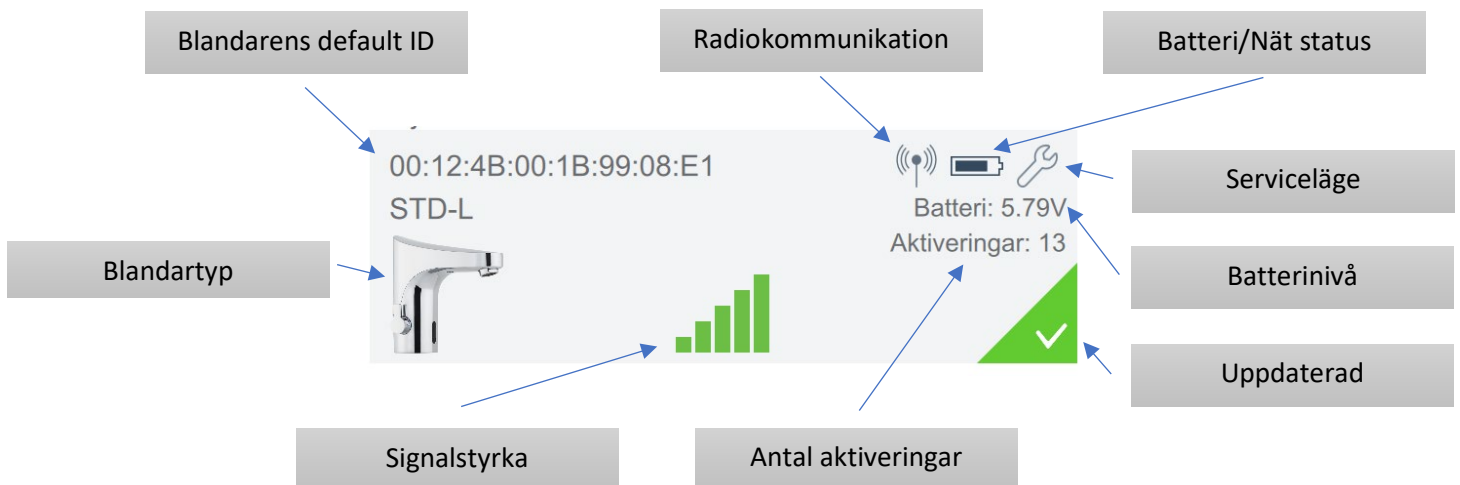 Blandarens default ID
Radiokommunikation
Batteri/Nät status
00:12:4B:00:1B:99:08:E1
Serviceläge
STD-L
Batteri: 5.79V
Aktiveringar: 13
Blandartyp
Batterinivå
Uppdaterad
Signalstyrka
Antal aktiveringar